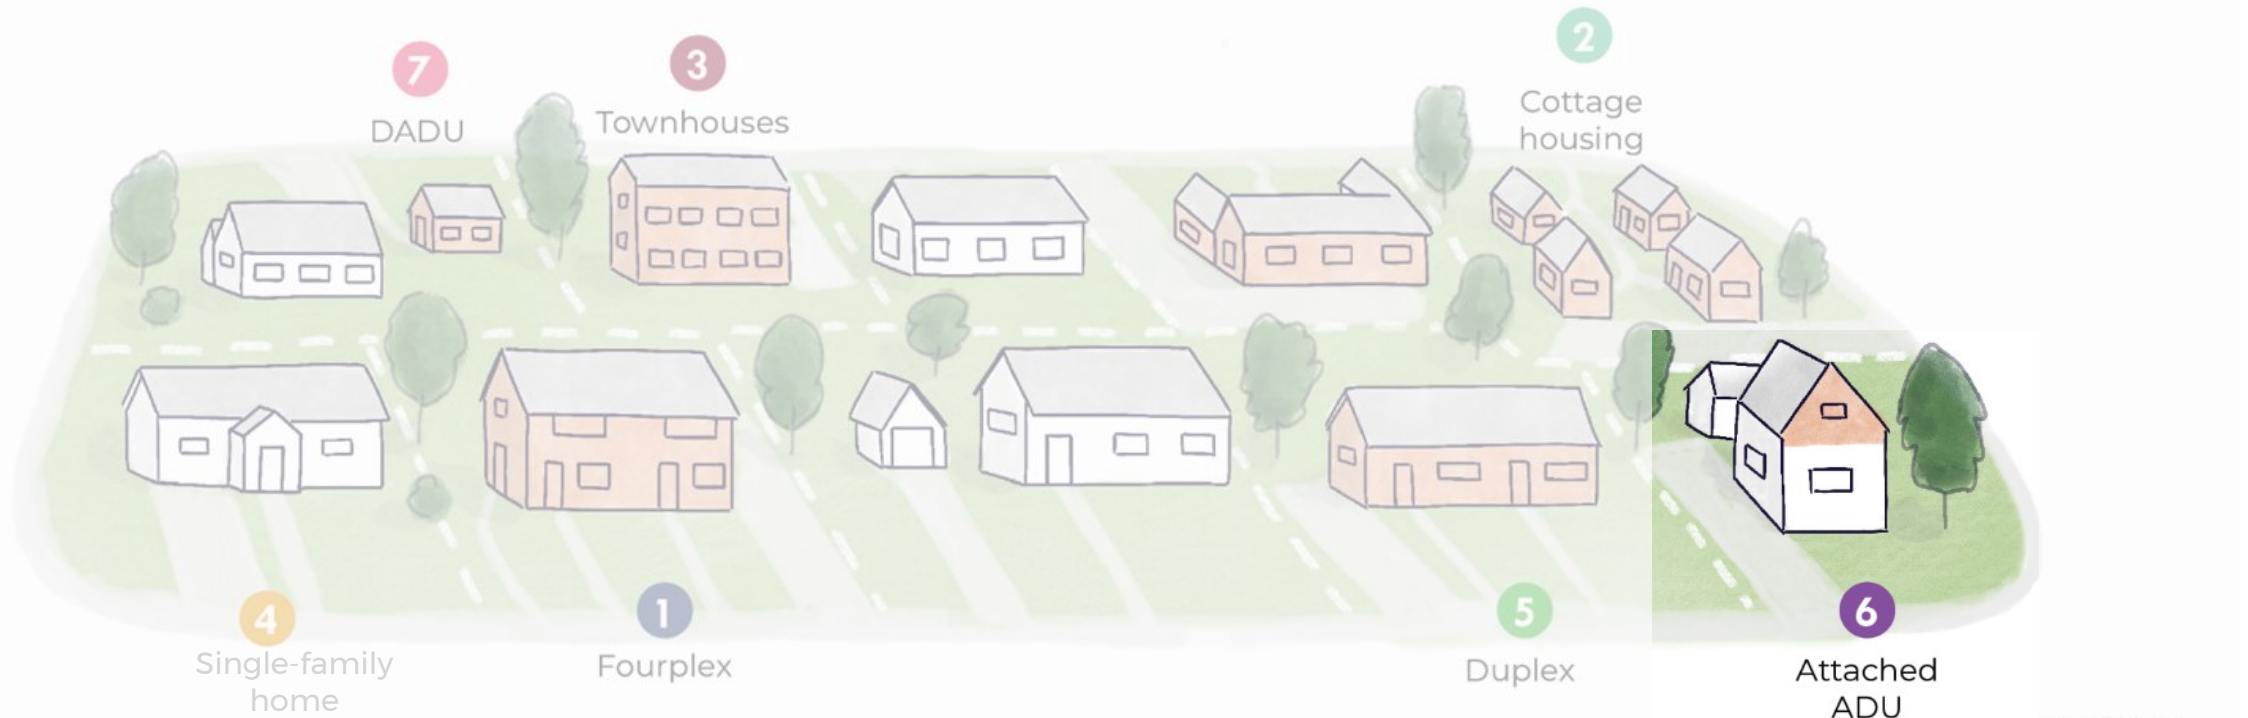 7
DADU
3
Townhouses
2
Cottage
housing
4
Single-family
home
1
Fourplex
5
Duplex
6
Attached
ADU